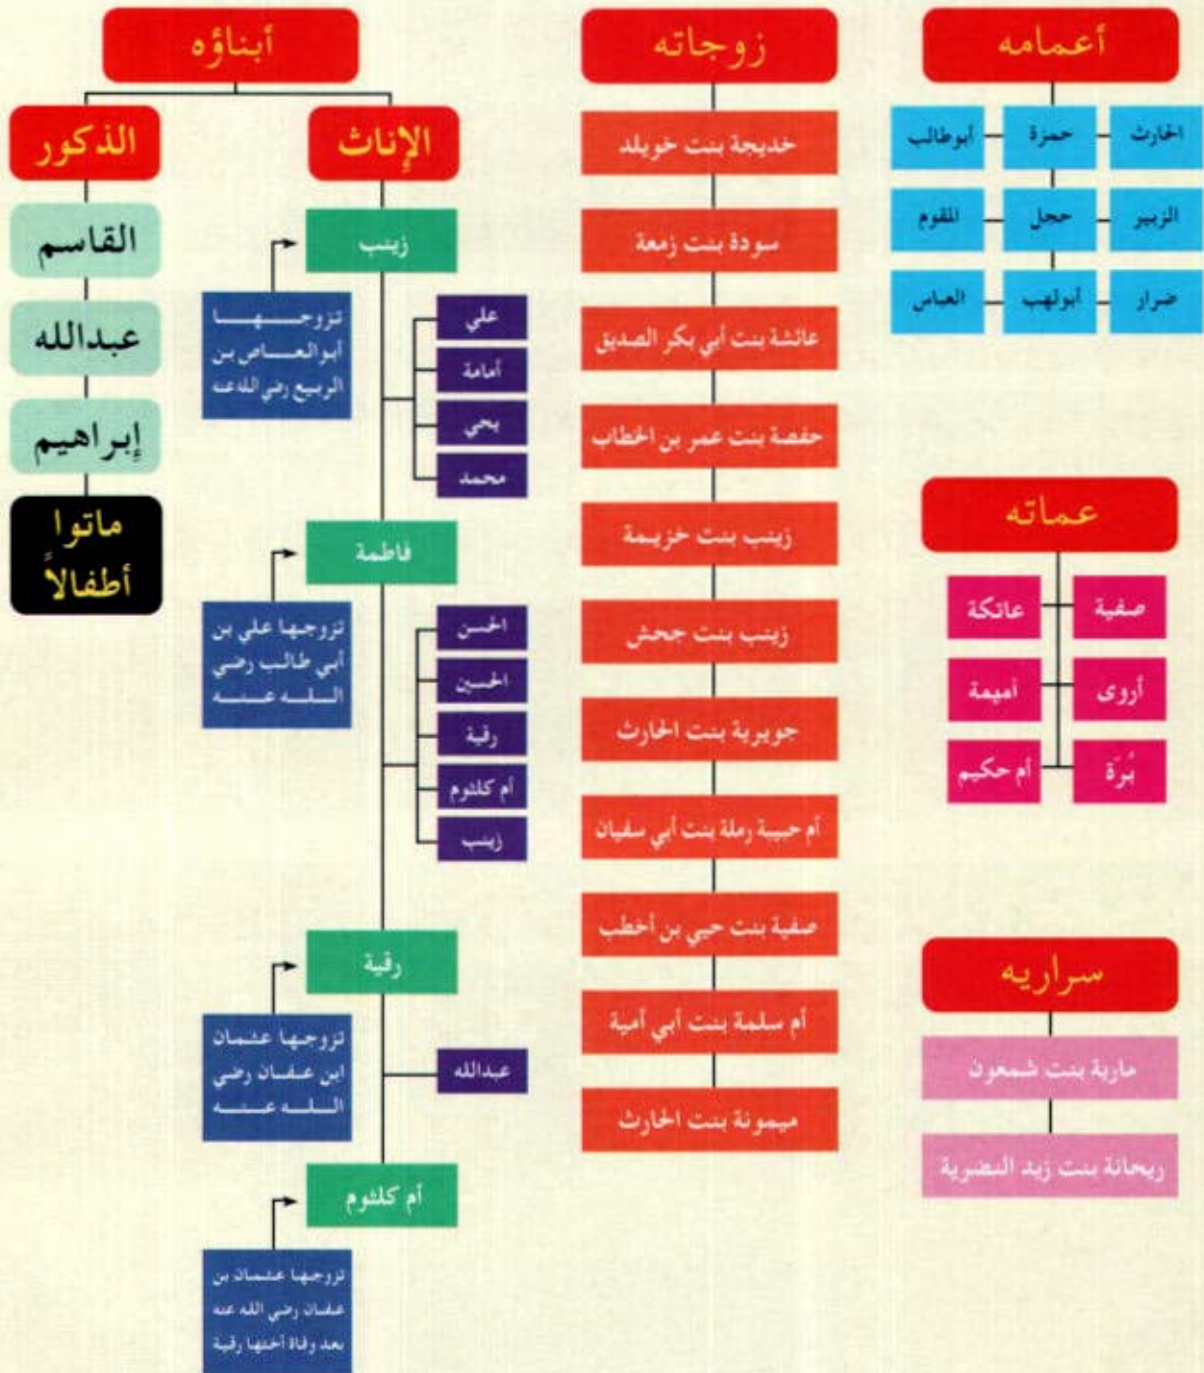 أعمامه
الحارث
حمزة
أبوطالب
الزبير
حجل
المقوم
ضرار
أبولهب
العباس
عماته
صفية
عاتكة
أروى
أميمة
بُرَة
أم حكيم
سراريه
مارية بنت شمعون
ريحانة بنت زيد النضرية
زوجاته
خديجة بنت خويلد
سودة بنت زمعة
عائشة بنت أبي بكر الصديق
حفصة بنت عمر بن الخطاب
زينب بنت خزيمة
زينب بنت جحش
جويرية بنت الحارث
أم حبيبة رملة بنت أبي سفيان
صفية بنت حيي بن أخطب
أم سلمة بنت أبي أمية
ميمونة بنت الحارث
أبناؤه
الإناث
زينب
تزوجها
أبو العاص بن
الربيع رضي الله عنه
علي
أمامة
يحي
محمد
فاطمة
تزوجها علي بن
أبي طالب رضي
الله عنه
الحسن
الحسين
رقية
أم كلثوم
زينب
رقية
تزوجها عثمان
ابن عفان رضي
الله عنه
عبدالله
أم كلثوم
تزوجها عثمان بن
عفان رضي الله عنه
بعد وفاة أختها رقية
الذكور
القاسم
عبدالله
إبراهيم
ماتوا
أطفالاً